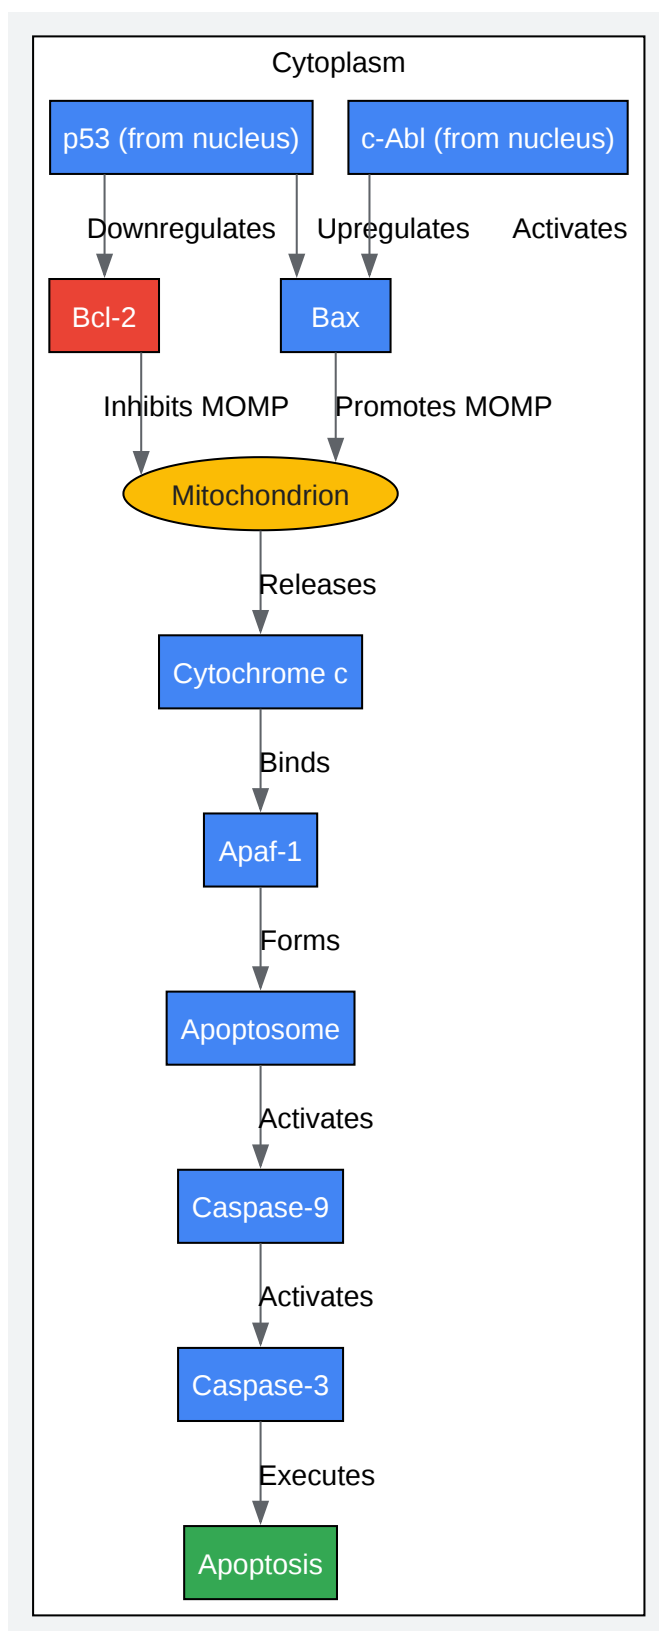 Cytoplasm
p53 (from nucleus)
c-Abl (from nucleus)
Downregulates
Upregulates
Activates
Bcl-2
Bax
Inhibits MOMP
Promotes MOMP
Mitochondrion
Releases
Cytochrome c
Binds
Apaf-1
Forms
Apoptosome
Activates
Caspase-9
Activates
Caspase-3
Executes
Apoptosis